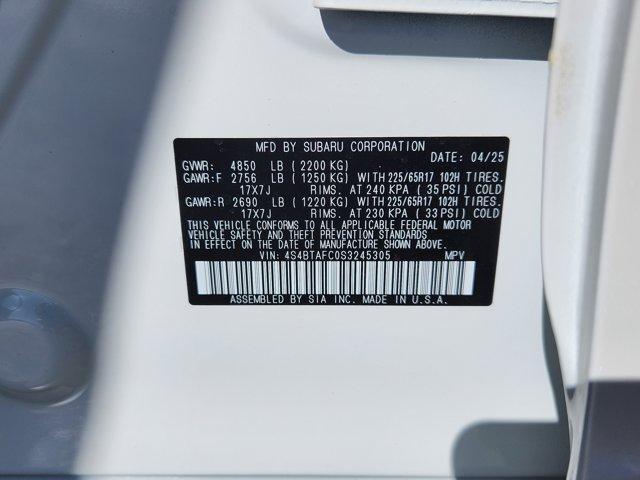 MFD BY SUBARU CORPORATION
GVWR: 4850 LB (2200 KG) DATE: 04/25
GAWR:F 2756 LB (1250 KG) WITH 225/65R17 102H TIRES.
17X7J RIMS. AT 240 KPA (35 PSI) COLD
GAWR:R 2690 LB (1220 KG) WITH 225/65R17 102H TIRES.
17X7J RIMS. AT 230 KPA (33 PSI) COLD
THIS VEHICLE CONFORMS TO ALL APPLICABLE FEDERAL MOTOR
VEHICLE SAFETY, BUMPER, AND THEFT PREVENTION STANDARDS
IN EFFECT ON THE DATE OF MANUFACTURE SHOWN ABOVE.
VIN: 4S4BTAFC0S3245305 MPV
ASSEMBLED BY SIA INC. MADE IN U.S.A.